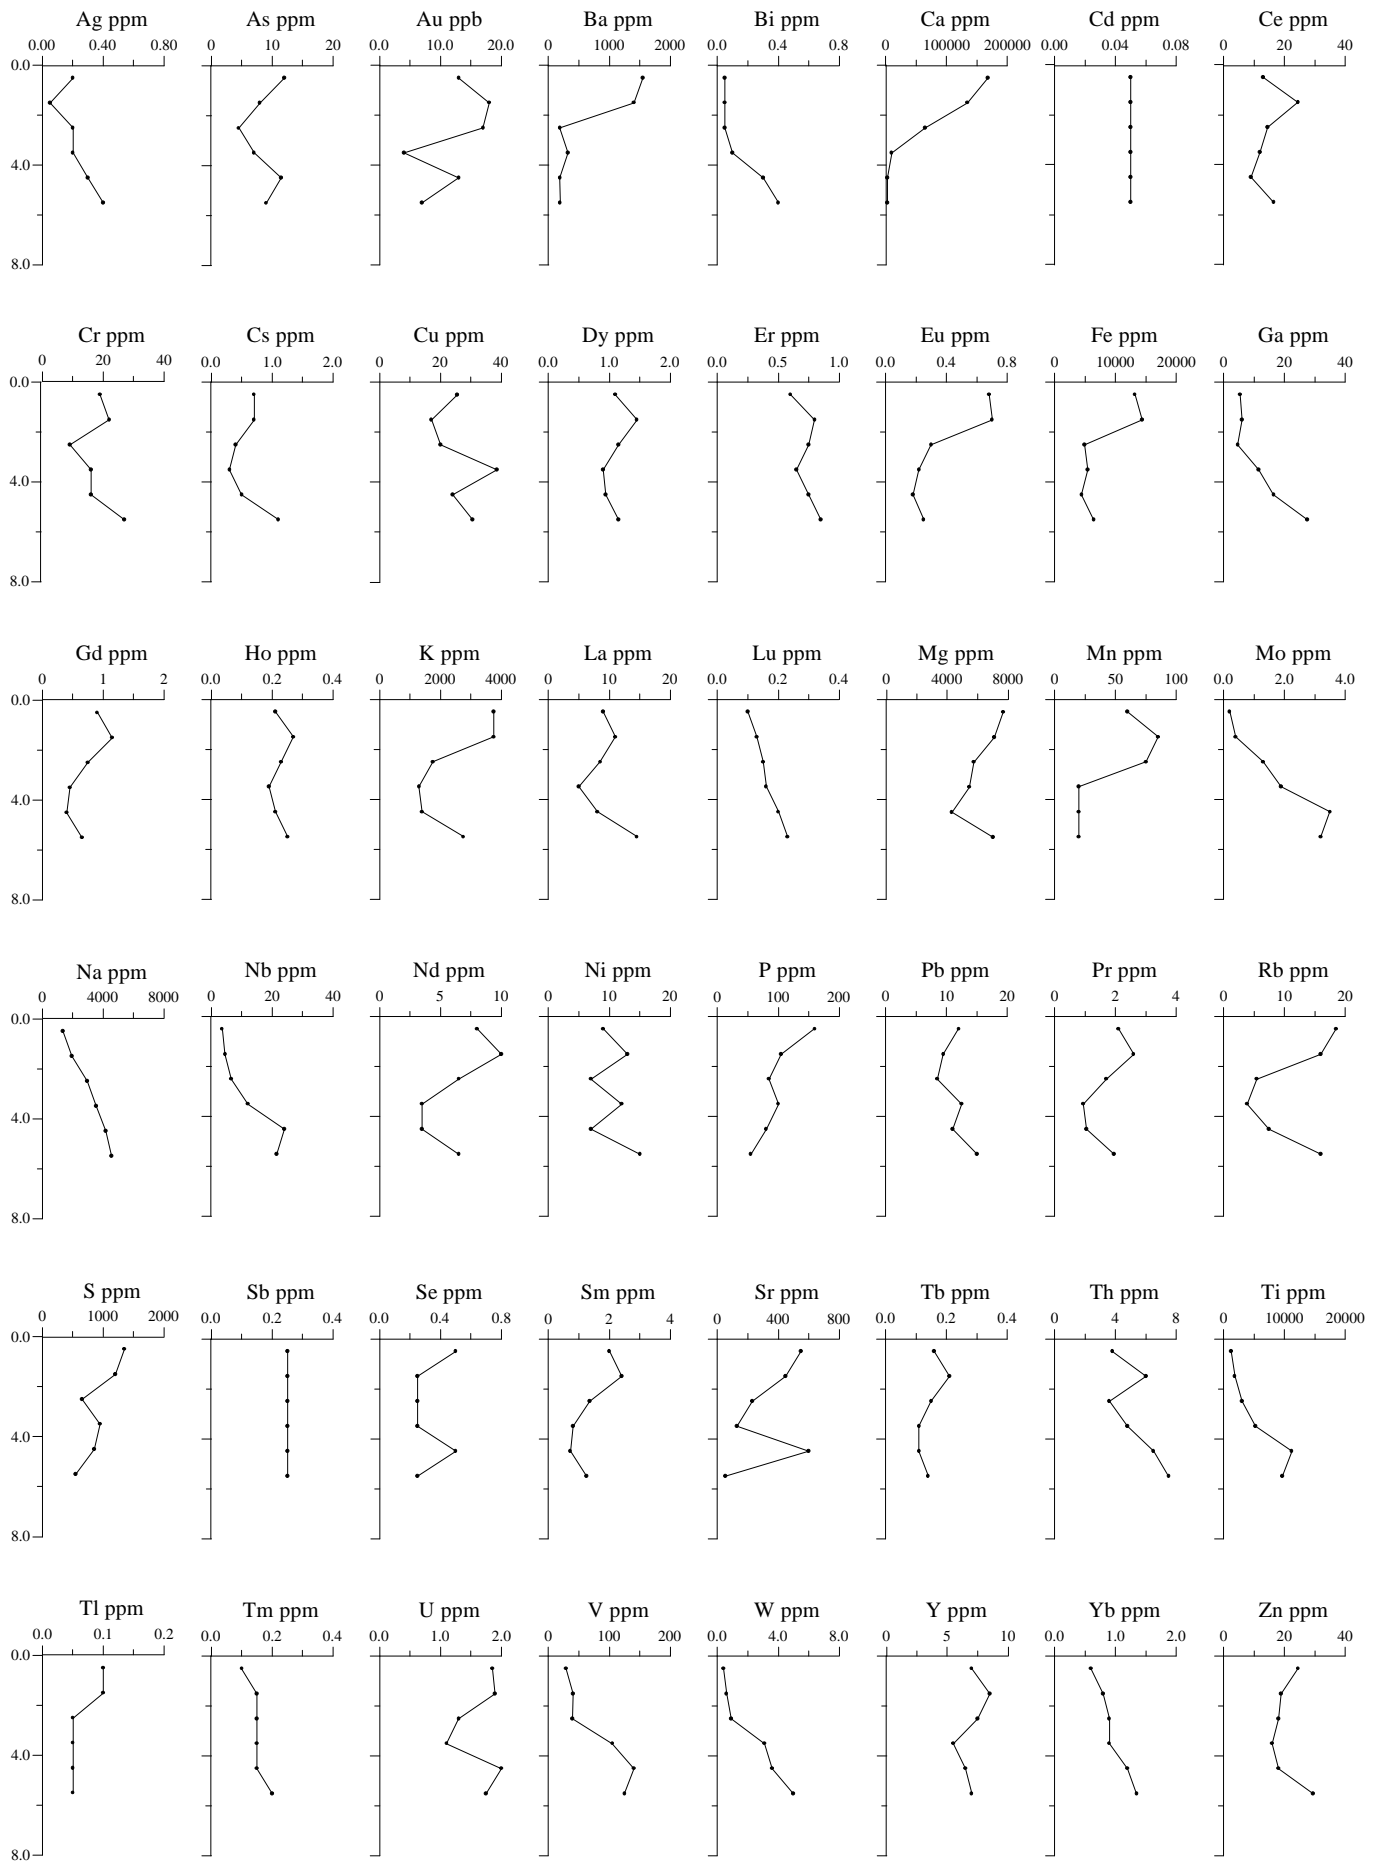 Ag ppm As ppm Au ppb Ba ppm Bi ppm Ca ppm Cd ppm Ce ppm
0.00 0.40 0.80 0 10 20 0.0 10.0 20.0 0 1000 2000 0.0 0.4 0.8 0 100000 200000 0.00 0.04 0.08 0 20 40
0.0
4.0
8.0
Cr ppm Cs ppm Cu ppm Dy ppm Er ppm Eu ppm Fe ppm Ga ppm
0 20 40 0.0 1.0 2.0 0 20 40 0.0 1.0 2.0 0.0 0.5 1.0 0.0 0.4 0.8 0 10000 20000 0 20 40
0.0
4.0
8.0
Gd ppm Ho ppm K ppm La ppm Lu ppm Mg ppm Mn ppm Mo ppm
0 1 2 0.0 0.2 0.4 0 2000 4000 0 10 20 0.0 0.2 0.4 0 4000 8000 0 50 100 0.0 2.0 4.0
0.0
4.0
8.0
Na ppm Nb ppm Nd ppm Ni ppm P ppm Pb ppm Pr ppm Rb ppm
0 4000 8000 0 20 40 0 5 10 0 10 20 0 100 200 0 10 20 0 2 4 0 10 20
0.0
4.0
8.0
S ppm Sb ppm Se ppm Sm ppm Sr ppm Tb ppm Th ppm Ti ppm
0 1000 2000 0.0 0.2 0.4 0.0 0.4 0.8 0 2 4 0 400 800 0.0 0.2 0.4 0 4 8 0 10000 20000
0.0
4.0
8.0
Tl ppm Tm ppm U ppm V ppm W ppm Y ppm Yb ppm Zn ppm
0.0 0.1 0.2 0.0 0.2 0.4 0.0 1.0 2.0 0 100 200 0.0 4.0 8.0 0 5 10 0.0 1.0 2.0 0 20 40
0.0
4.0
8.0